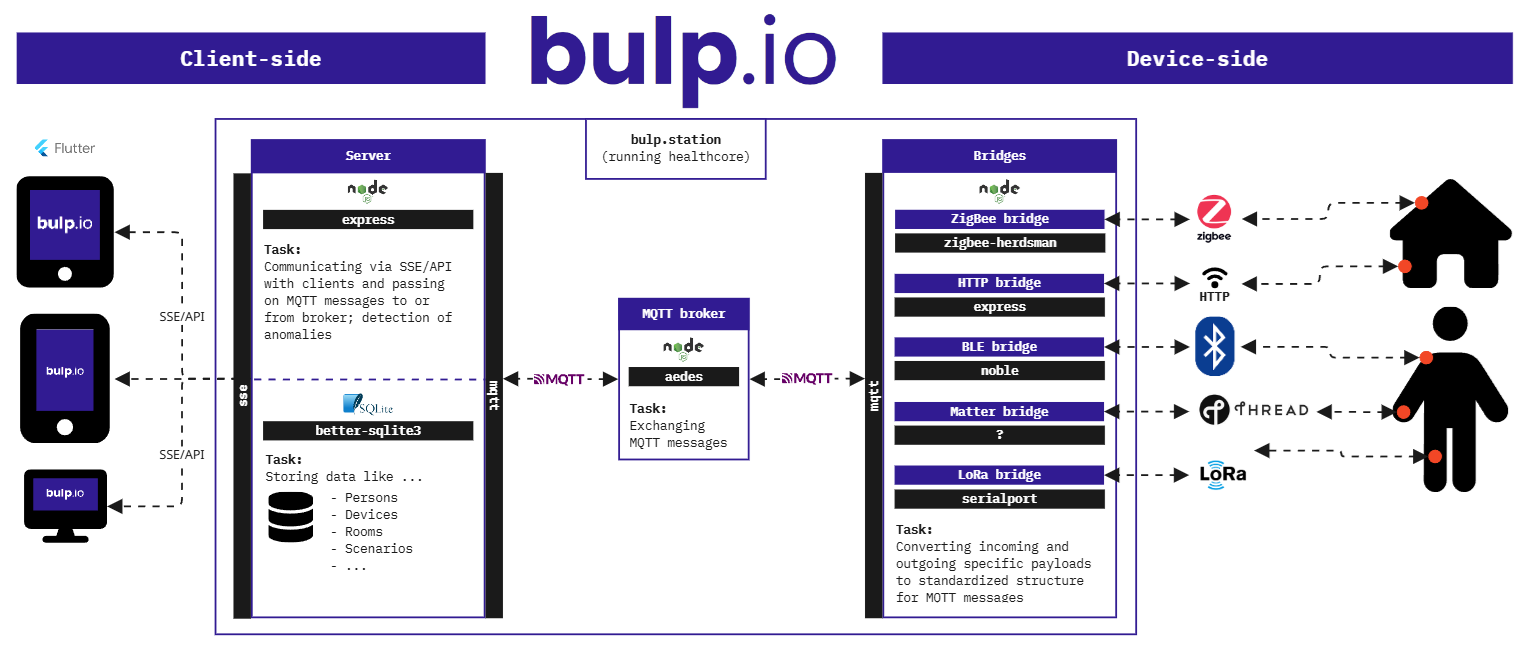 Client-side
bulp.io
Device-side
bulp.station
(running healthcore)
Flutter
bulp.io
bulp.io
bulp.io
SSE/API
SSE/API
sse
Server
node
JS
express
Task:
Communicating via SSE/API
with clients and passing
on MQTT messages to or
from broker; detection of
anomalies
SQLite
better-sqlite3
Task:
Storing data like ...
- Persons
- Devices
- Rooms
- Scenarios
- ...
mqtt
MQTT
MQTT broker
node
JS
aedes
Task:
Exchanging
MQTT messages
MQTT
mqtt
Bridges
node
JS
ZigBee bridge
zigbee-herdsman
HTTP bridge
express
BLE bridge
noble
Matter bridge
?
LoRa bridge
serialport
Task:
Converting incoming and
outgoing specific payloads
to standardized structure
for MQTT messages
zigbee
HTTP
THREAD
LoRa